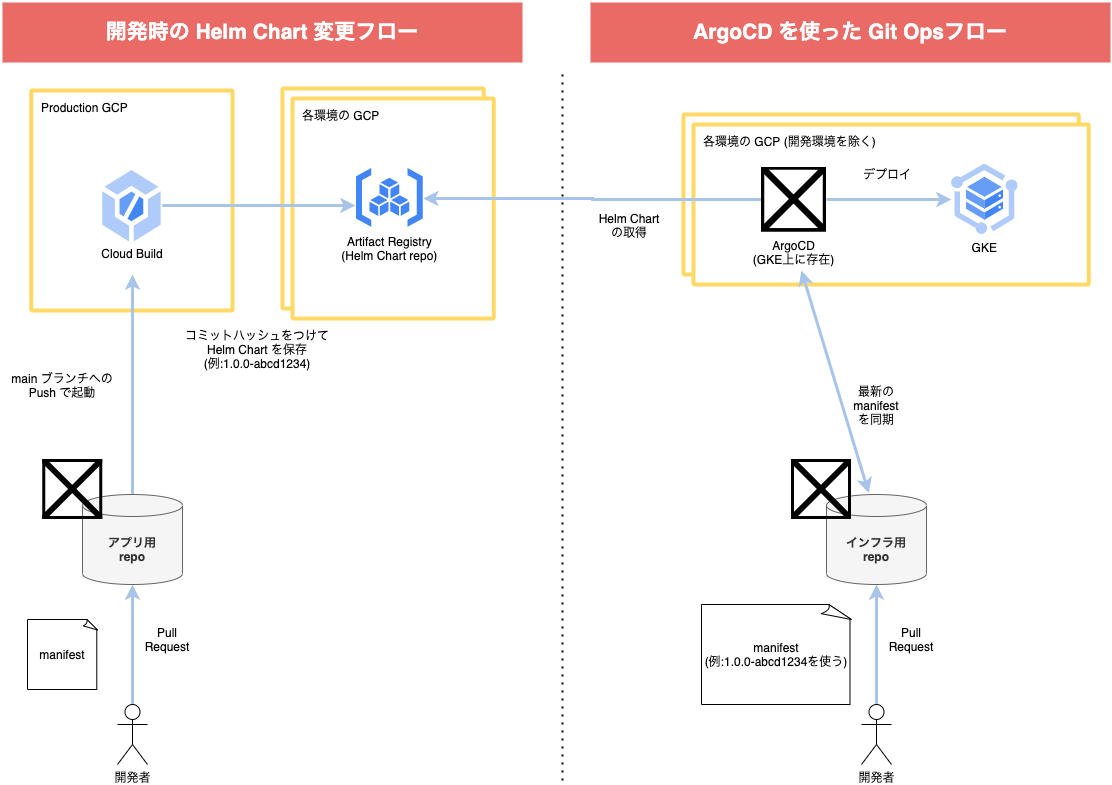 開発時の Helm Chart 変更フロー
Production GCP
Cloud Build
各環境の GCP
Artifact Registry
(Helm Chart repo)
コミットハッシュをつけて
Helm Chart を保存
(例:1.0.0-abcd1234)
main ブランチへの
Push で起動
アプリ用
repo
manifest
Pull
Request
開発者
ArgoCD を使った Git Opsフロー
各環境の GCP (開発環境を除く)
デプロイ
Helm Chart
の取得
ArgoCD
(GKE上に存在)
GKE
最新の
manifest
を同期
インフラ用
repo
manifest
(例:1.0.0-abcd1234を使う)
Pull
Request
開発者